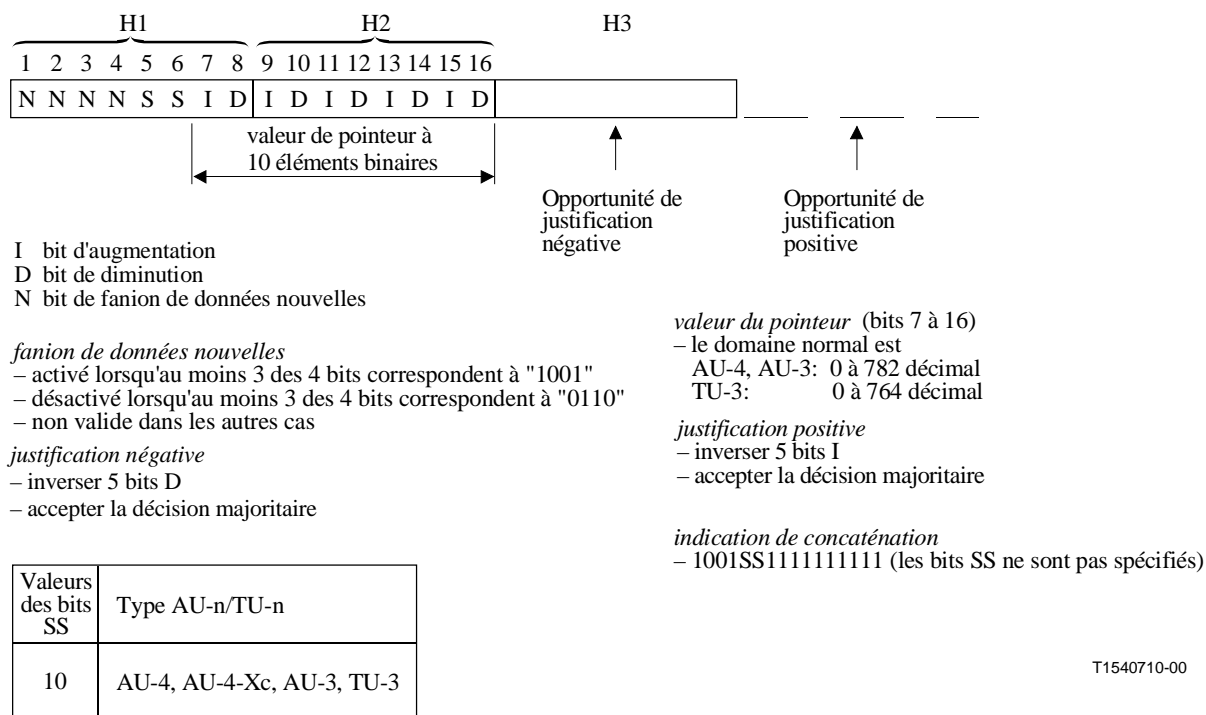 H1 H2 H3
1 2 3 4 5 6 7 8 9 10 11 12 13 14 15 16
N N N N S S I D I D I D I D I D
valeur de pointeur à
10 éléments binaires
Opportunité de
justification
négative
Opportunité de
justification
positive
I bit d'augmentation
D bit de diminution
N bit de fanion de données nouvelles
fanion de données nouvelles
– activé lorsqu'au moins 3 des 4 bits correspondent à "1001"
– désactivé lorsqu'au moins 3 des 4 bits correspondent à "0110"
– non valide dans les autres cas
justification négative
– inverser 5 bits D
– accepter la décision majoritaire
valeur du pointeur (bits 7 à 16)
– le domaine normal est
AU-4, AU-3: 0 à 782 décimal
TU-3: 0 à 764 décimal
justification positive
– inverser 5 bits I
– accepter la décision majoritaire
indication de concaténation
– 1001SS1111111111 (les bits SS ne sont pas spécifiés)
Valeurs
des bits
SS
Type AU-n/TU-n
10 AU-4, AU-4-Xc, AU-3, TU-3
T1540710-00